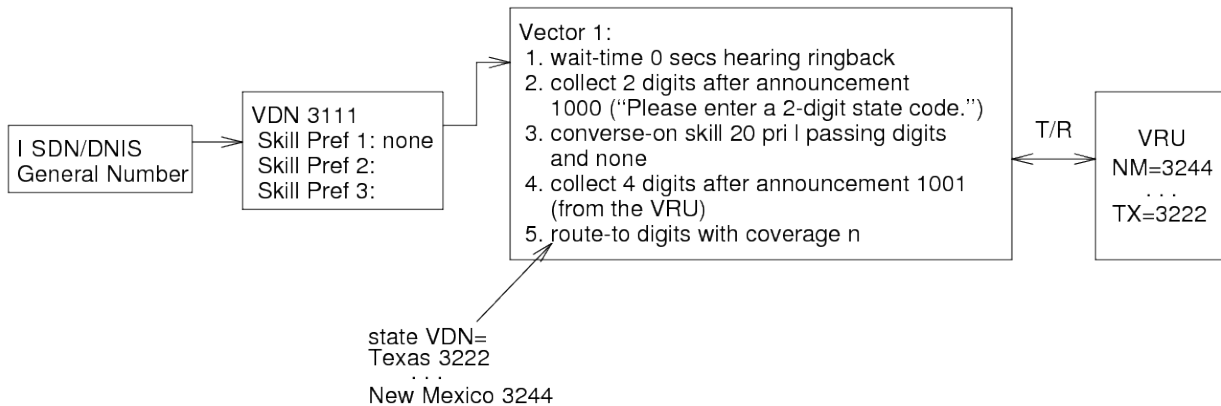 I SDN/DNIS
General Number
VDN 3111
Skill Pref 1: none
Skill Pref 2:
Skill Pref 3:
Vector 1:
1. wait-time 0 secs hearing ringback
2. collect 2 digits after announcement
1000 (“Please enter a 2-digit state code.”)
3. converse-on skill 20 pri l passing digits
and none
4. collect 4 digits after announcement 1001
(from the VRU)
5. route-to digits with coverage n
T/R
VRU
NM=3244
. . .
TX=3222
state VDN=
Texas 3222
. . .
New Mexico 3244